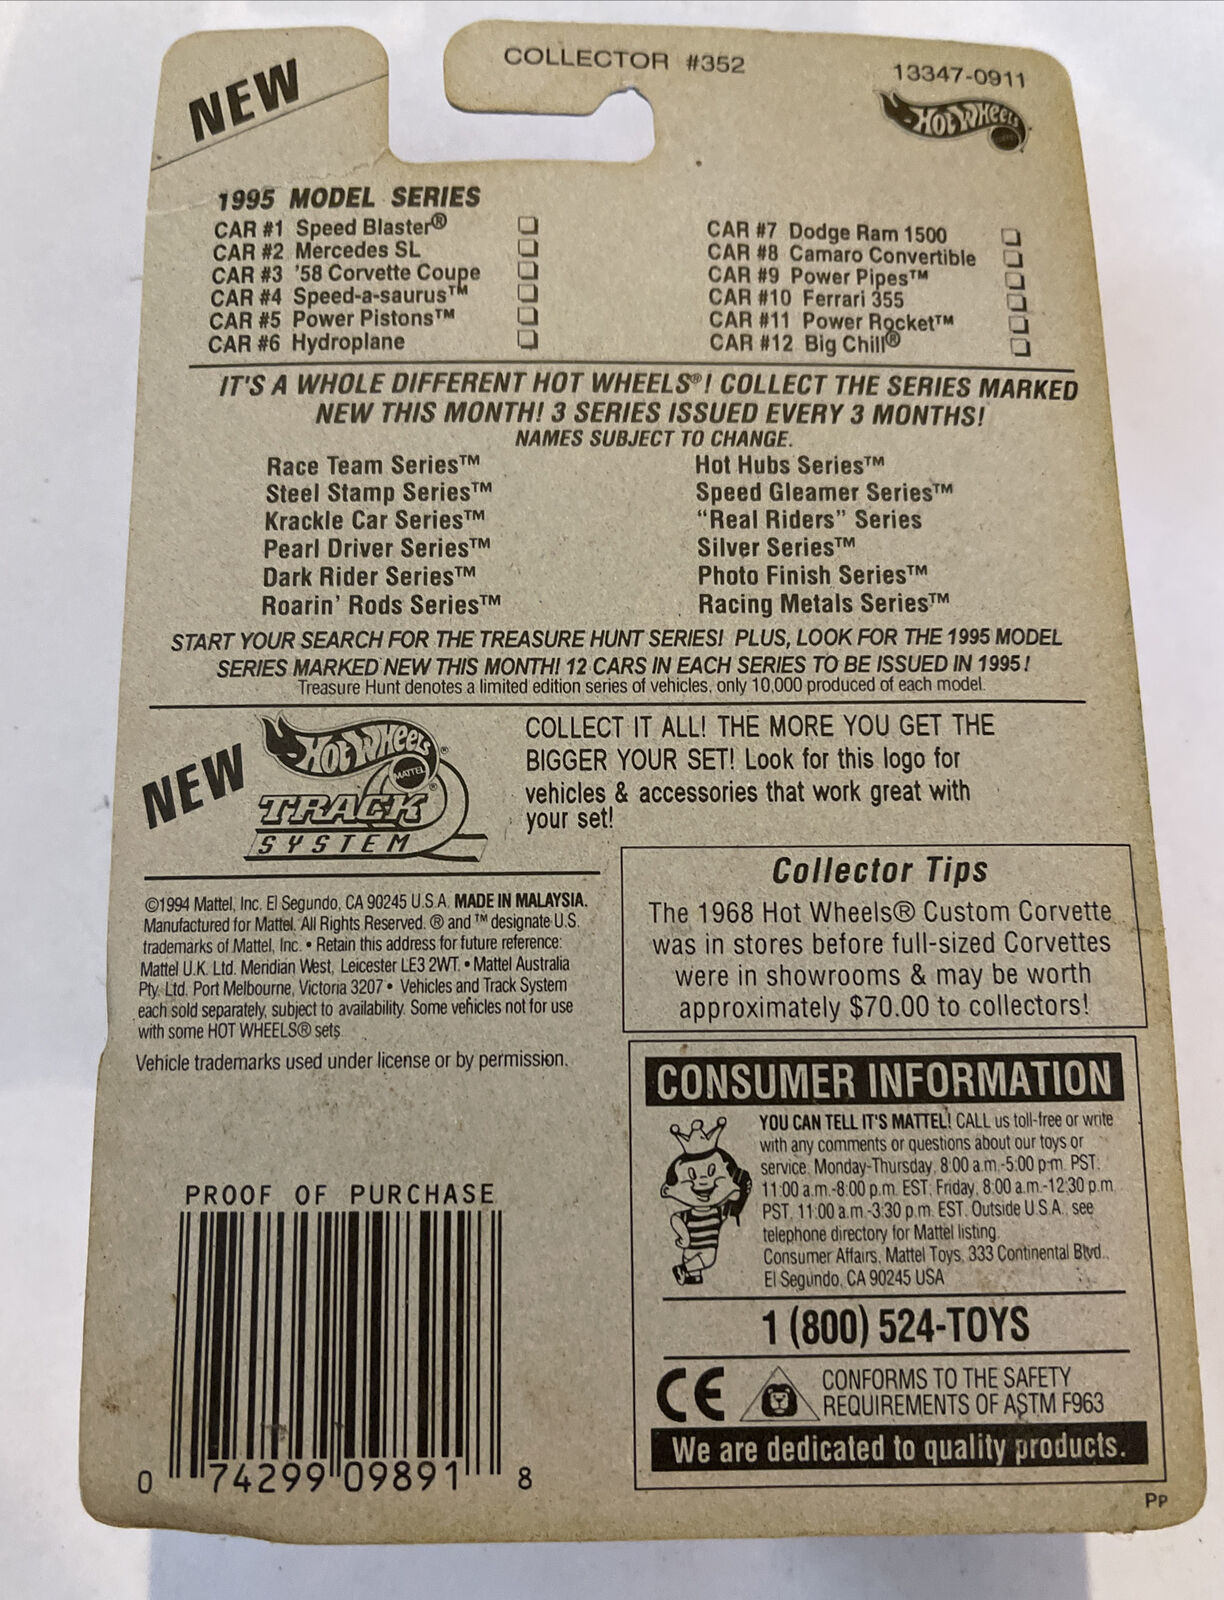 NEW
COLLECTOR #352
13347-0911
Hot Wheels
1995 MODEL SERIES
CAR #1 Speed Blaster®
CAR #2 Mercedes SL
CAR #3 '58 Corvette Coupe
CAR #4 Speed-a-saurus™
CAR #5 Power Pistons™
CAR #6 Hydroplane
CAR #7 Dodge Ram 1500
CAR #8 Camaro Convertible
CAR #9 Power Pipes™
CAR #10 Ferrari 355
CAR #11 Power Rocket™
CAR #12 Big Chill®
IT'S A WHOLE DIFFERENT HOT WHEELS®! COLLECT THE SERIES MARKED
NEW THIS MONTH! 3 SERIES ISSUED EVERY 3 MONTHS!
NAMES SUBJECT TO CHANGE.
Race Team Series™
Steel Stamp Series™
Krackle Car Series™
Pearl Driver Series™
Dark Rider Series™
Roarin' Rods Series™
Hot Hubs Series™
Speed Gleamer Series™
"Real Riders" Series
Silver Series™
Photo Finish Series™
Racing Metals Series™
START YOUR SEARCH FOR THE TREASURE HUNT SERIES! PLUS, LOOK FOR THE 1995 MODEL
SERIES MARKED NEW THIS MONTH! 12 CARS IN EACH SERIES TO BE ISSUED IN 1995!
Treasure Hunt denotes a limited edition series of vehicles, only 10,000 produced of each model.
NEW
Hot Wheels®
MATTEL
TRACK®
SYSTEM
COLLECT IT ALL! THE MORE YOU GET THE
BIGGER YOUR SET! Look for this logo for
vehicles & accessories that work great with
your set!
©1994 Mattel, Inc. El Segundo, CA 90245 U.S.A. MADE IN MALAYSIA.
Manufactured for Mattel. All Rights Reserved. ® and ™ designate U.S.
trademarks of Mattel, Inc. • Retain this address for future reference:
Mattel U.K. Ltd. Meridian West, Leicester LE3 2WT. • Mattel Australia
Pty. Ltd. Port Melbourne, Victoria 3207 • Vehicles and Track System
each sold separately, subject to availability. Some vehicles not for use
with some HOT WHEELS® sets.
Vehicle trademarks used under license or by permission.
Collector Tips
The 1968 Hot Wheels® Custom Corvette
was in stores before full-sized Corvettes
were in showrooms & may be worth
approximately $70.00 to collectors!
CONSUMER INFORMATION
YOU CAN TELL IT'S MATTEL! CALL us toll-free or write
with any comments or questions about our toys or
service. Monday-Thursday, 8:00 a.m.-5:00 p.m. PST.
11:00 a.m.-8:00 p.m. EST. Friday, 8:00 a.m.-12:30 p.m.
PST. 11:00 a.m.-3:30 p.m. EST. Outside U.S.A., see
telephone directory for Mattel listing.
Consumer Affairs, Mattel Toys, 333 Continental Blvd.,
El Segundo, CA 90245 USA
1 (800) 524-TOYS
CE
CONFORMS TO THE SAFETY
REQUIREMENTS OF ASTM F963
We are dedicated to quality products.
PROOF OF PURCHASE
0 74299 09891 8
PP